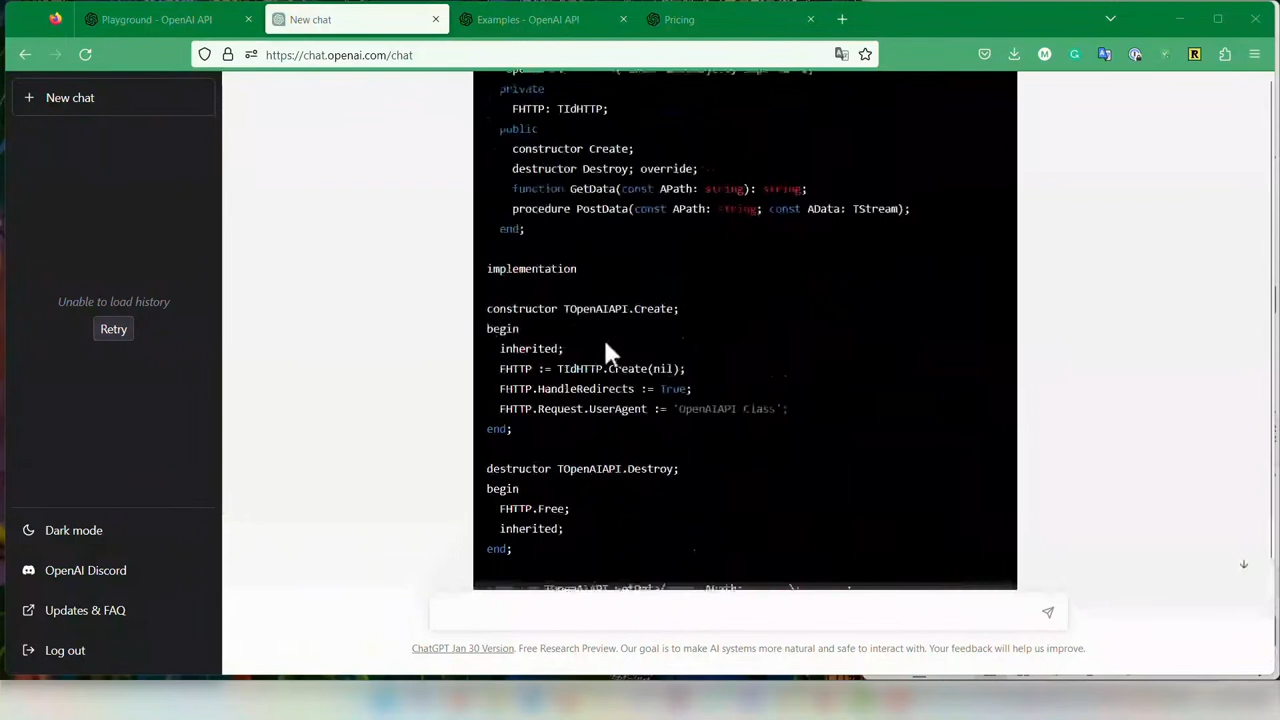 Playground - OpenAI API
New chat
Examples - OpenAI API
Pricing
https://chat.openai.com/chat
New chat
Unable to load history
Retry
Dark mode
OpenAI Discord
Updates & FAQ
Log out
private
FHTTP: TIdHTTP;
public
constructor Create;
destructor Destroy; override;
function GetData(const APath: string): string;
procedure PostData(const APath: string; const AData: TStream);
end;
implementation
constructor TOpenAIAPI.Create;
begin
inherited;
FHTTP := TIdHTTP.Create(nil);
FHTTP.HandleRedirects := True;
FHTTP.Request.UserAgent := 'OpenAIAPI Class';
end;
destructor TOpenAIAPI.Destroy;
begin
FHTTP.Free;
inherited;
end;
ChatGPT Jan 30 Version. Free Research Preview. Our goal is to make AI systems more natural and safe to interact with. Your feedback will help us improve.